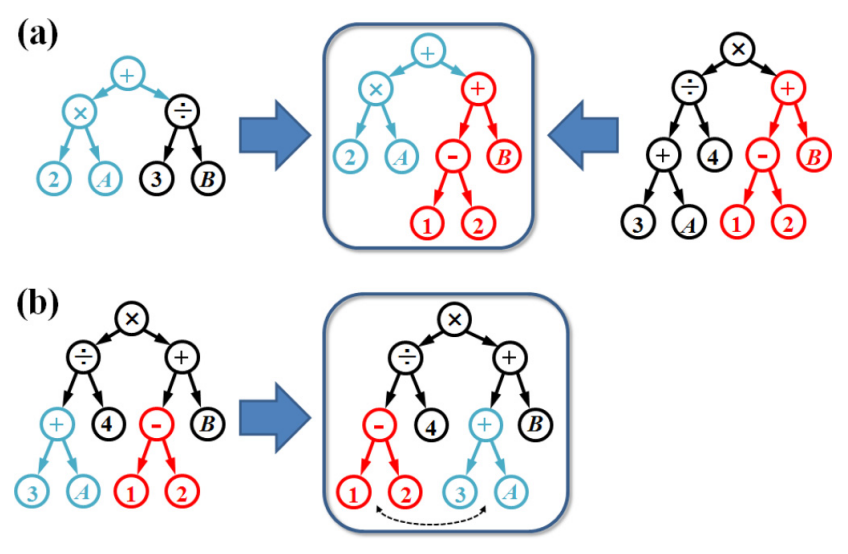 (a)
+ + ×
× ÷ × + ÷ +
2 A 3 B 2 A - B + 4 - B
1 2 3 A 1 2
(b)
× ×
÷ + ÷ +
+ 4 - B - 4 + B
3 A 1 2 1 2 3 A